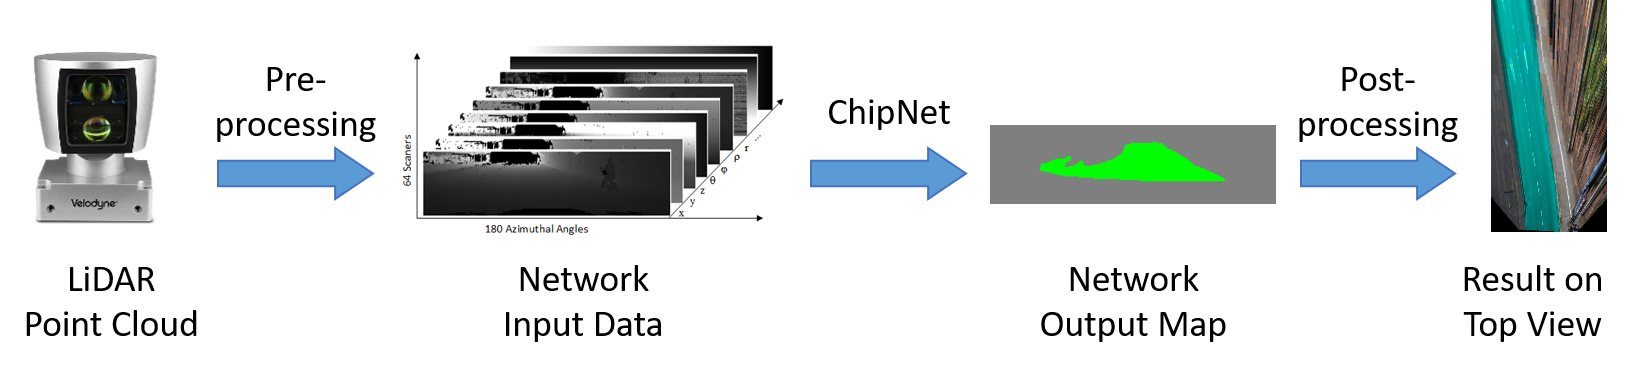 Pre-
processing
ChipNet
Post-
processing
Velodyne
64 Scaners
180 Azimuthal Angles
x
y
z
θ
φ
ρ
r
...
LiDAR
Point Cloud
Network
Input Data
Network
Output Map
Result on
Top View